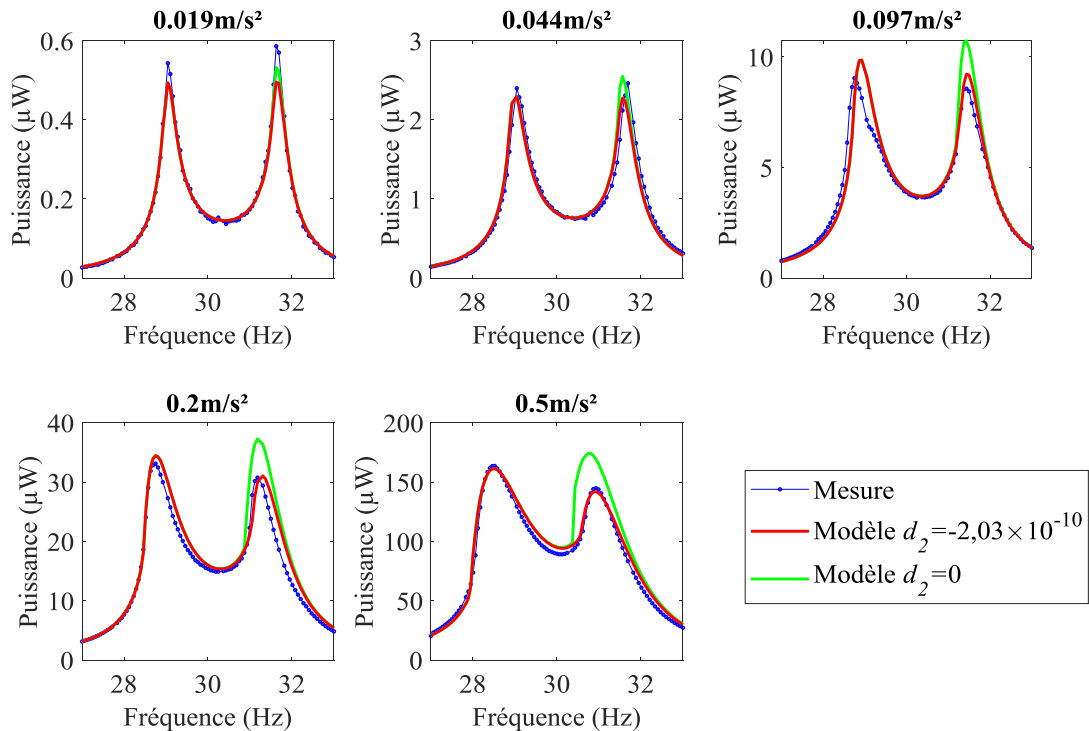 0.019m/s²
Puissance (µW)
0.6
0.4
0.2
0
28 30 32
Fréquence (Hz)
0.044m/s²
Puissance (µW)
3
2
1
0
28 30 32
Fréquence (Hz)
0.097m/s²
Puissance (µW)
10
5
0
28 30 32
Fréquence (Hz)
0.2m/s²
Puissance (µW)
40
30
20
10
0
28 30 32
Fréquence (Hz)
0.5m/s²
Puissance (µW)
200
150
100
50
0
28 30 32
Fréquence (Hz)
Mesure
Modèle d₂=-2,03×10⁻¹⁰
Modèle d₂=0